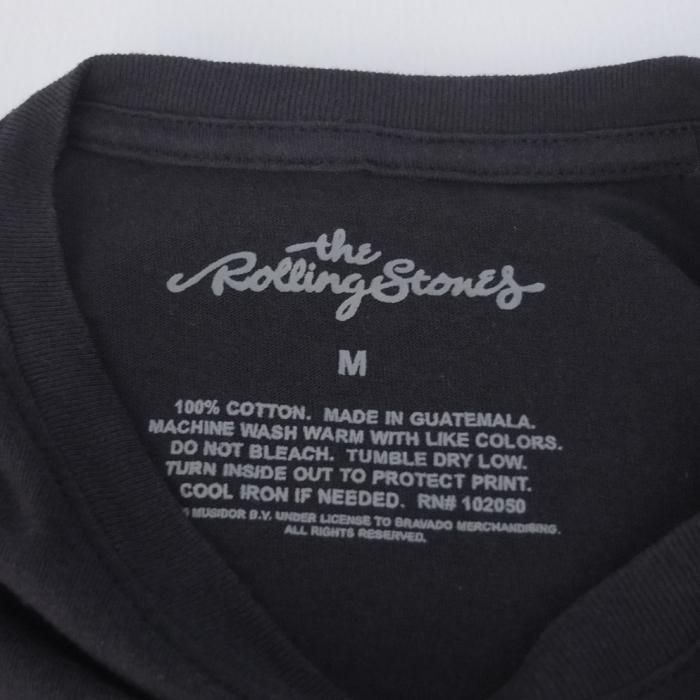 the
Rolling Stones
M
100% COTTON. MADE IN GUATEMALA.
MACHINE WASH WARM WITH LIKE COLORS.
DO NOT BLEACH. TUMBLE DRY LOW.
TURN INSIDE OUT TO PROTECT PRINT.
COOL IRON IF NEEDED. RN# 102050
© MUSIDOR B.V. UNDER LICENSE TO BRAVADO MERCHANDISING.
ALL RIGHTS RESERVED.